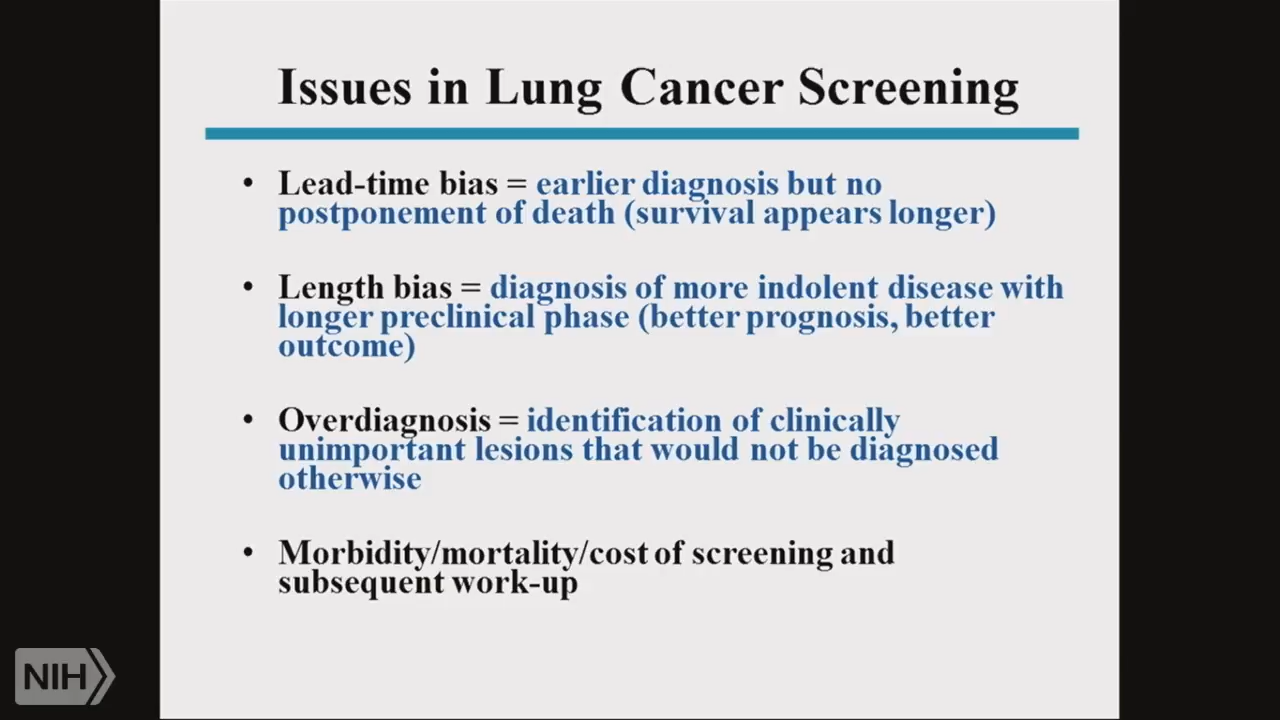 Issues in Lung Cancer Screening
• Lead-time bias = earlier diagnosis but no
postponement of death (survival appears longer)
• Length bias = diagnosis of more indolent disease with
longer preclinical phase (better prognosis, better
outcome)
• Overdiagnosis = identification of clinically
unimportant lesions that would not be diagnosed
otherwise
• Morbidity/mortality/cost of screening and
subsequent work-up
NIH